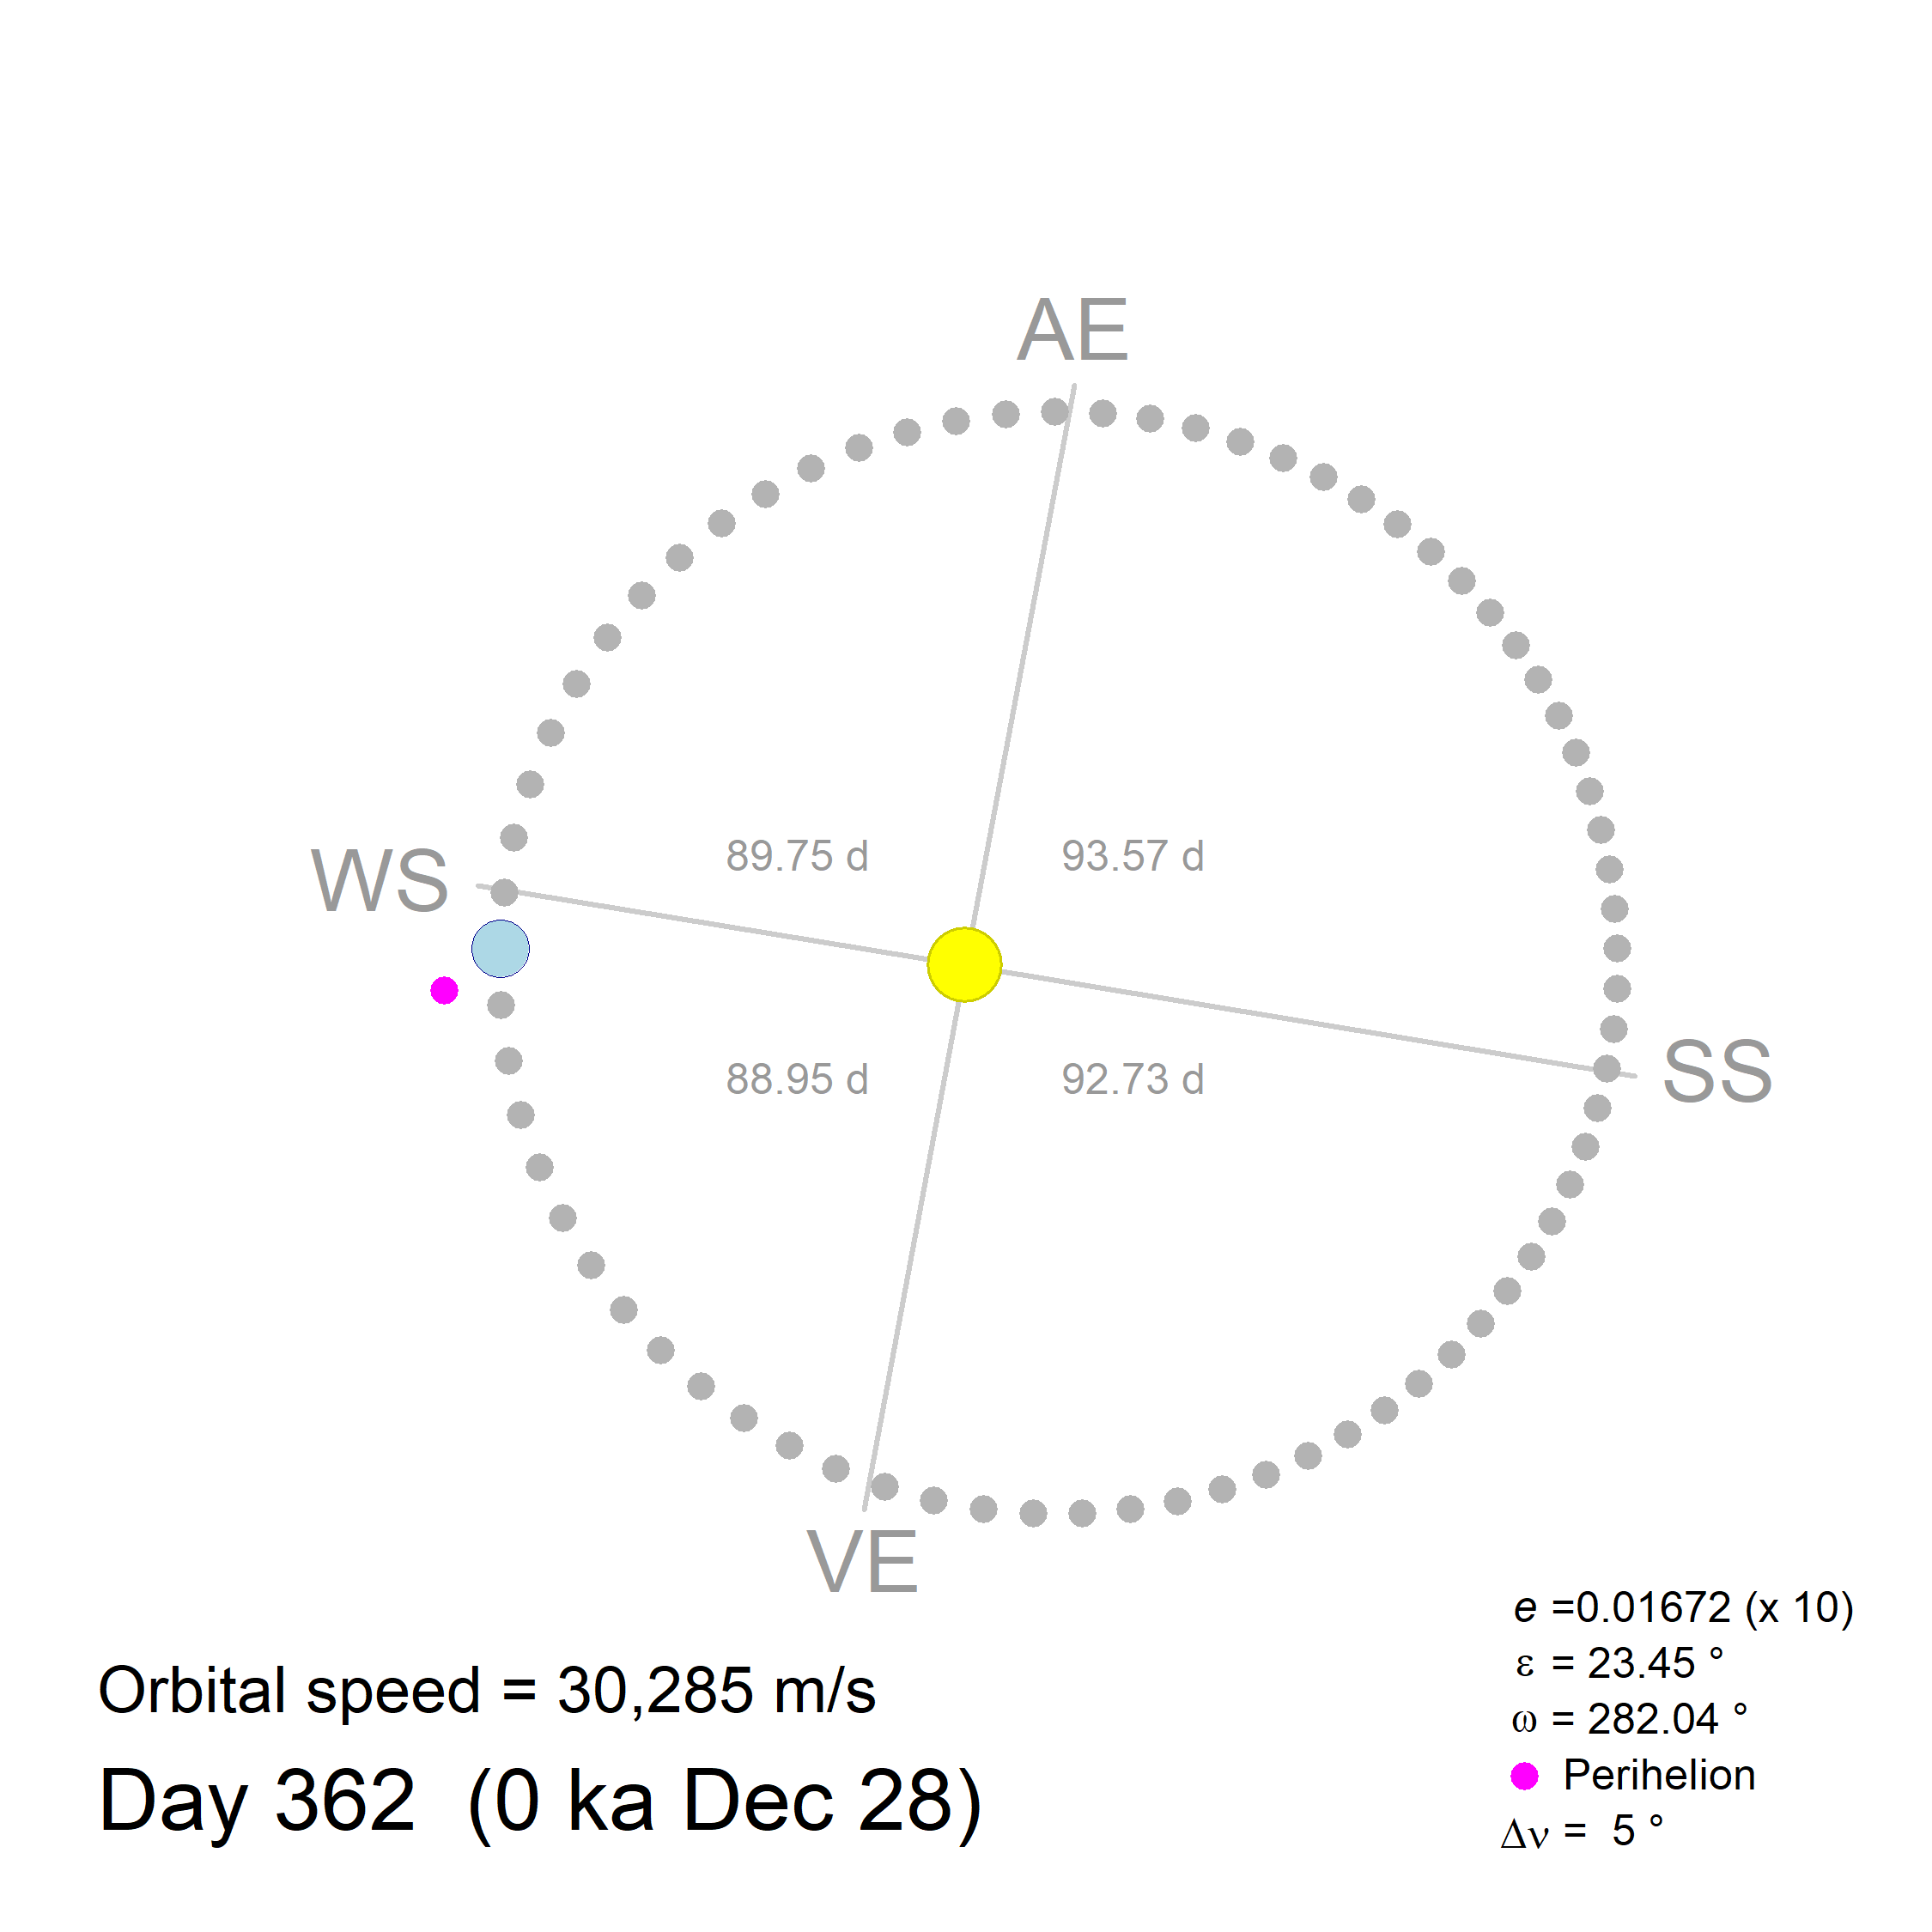 AE
89.75 d
93.57 d
WS
SS
88.95 d
92.73 d
VE
e =0.01672 (x 10)
ε = 23.45 °
ω = 282.04 °
Perihelion
Δν = 5 °
Orbital speed = 30,285 m/s
Day 362 (0 ka Dec 28)